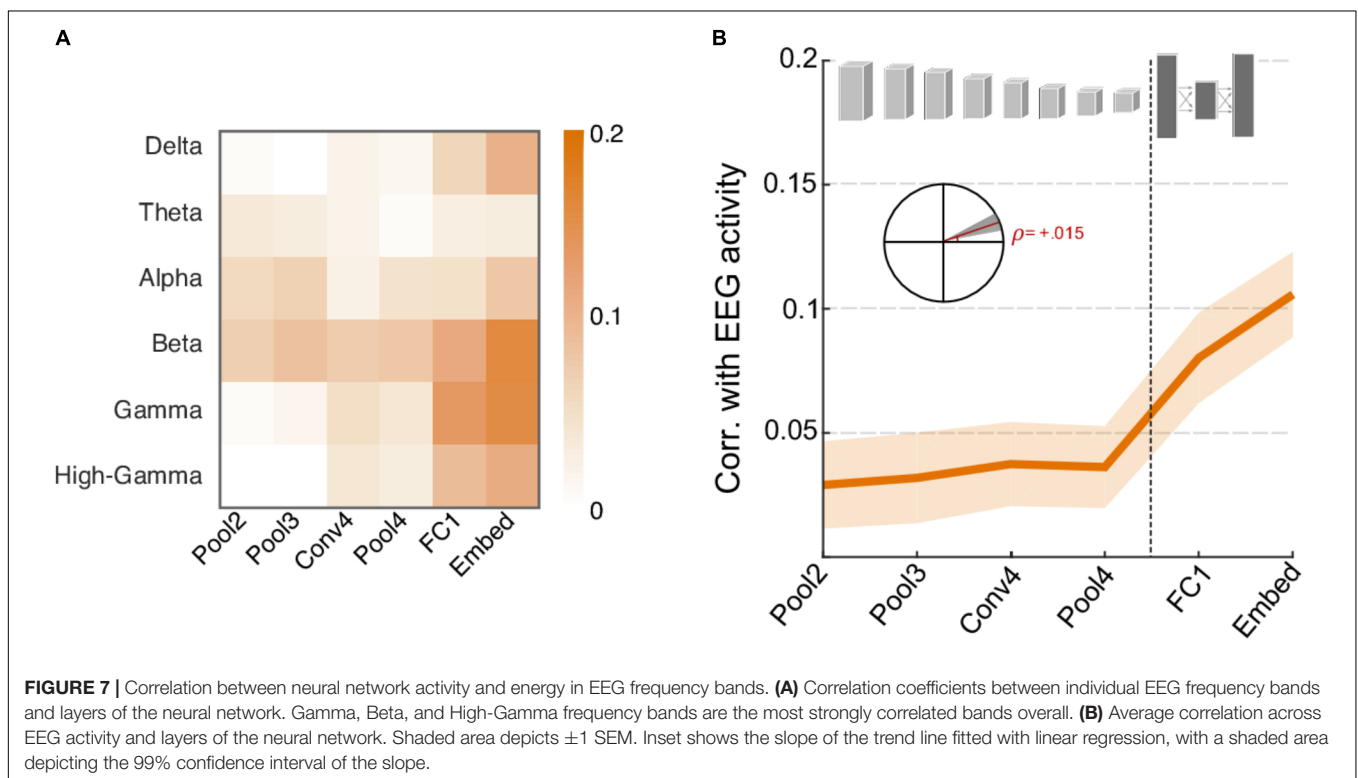 A
Delta
Theta
Alpha
Beta
Gamma
High-Gamma
Pool2
Pool3
Conv4
Pool4
FC1
Embed
0.2
0.1
0
B
Corr. with EEG activity
0.2
0.15
0.1
0.05
ρ= +.015
Pool2
Pool3
Conv4
Pool4
FC1
Embed
FIGURE 7 | Correlation between neural network activity and energy in EEG frequency bands. (A) Correlation coefficients between individual EEG frequency bands
and layers of the neural network. Gamma, Beta, and High-Gamma frequency bands are the most strongly correlated bands overall. (B) Average correlation across
EEG activity and layers of the neural network. Shaded area depicts ±1 SEM. Inset shows the slope of the trend line fitted with linear regression, with a shaded area
depicting the 99% confidence interval of the slope.